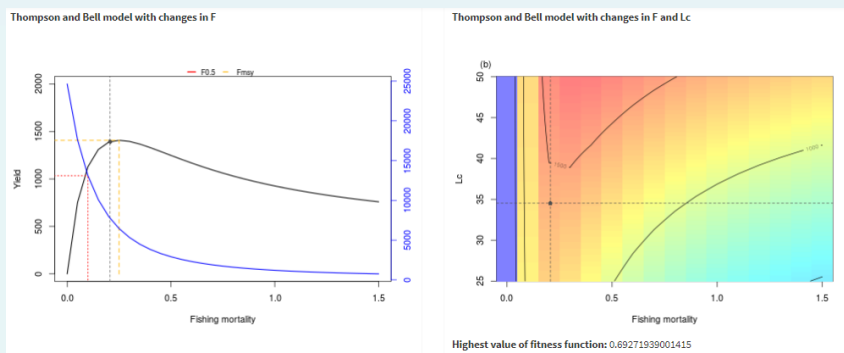 Thompson and Bell model with changes in F
F0.5
Fmsy
Yield
2000
1500
1000
500
0
25000
20000
15000
10000
5000
0
0.0
0.5
1.0
1.5
Fishing mortality
Thompson and Bell model with changes in F and Lc
(b)
Lc
50
45
40
35
30
25
1500
1000
0.0
0.5
1.0
1.5
Fishing mortality
Highest value of fitness function: 0.69271939001415